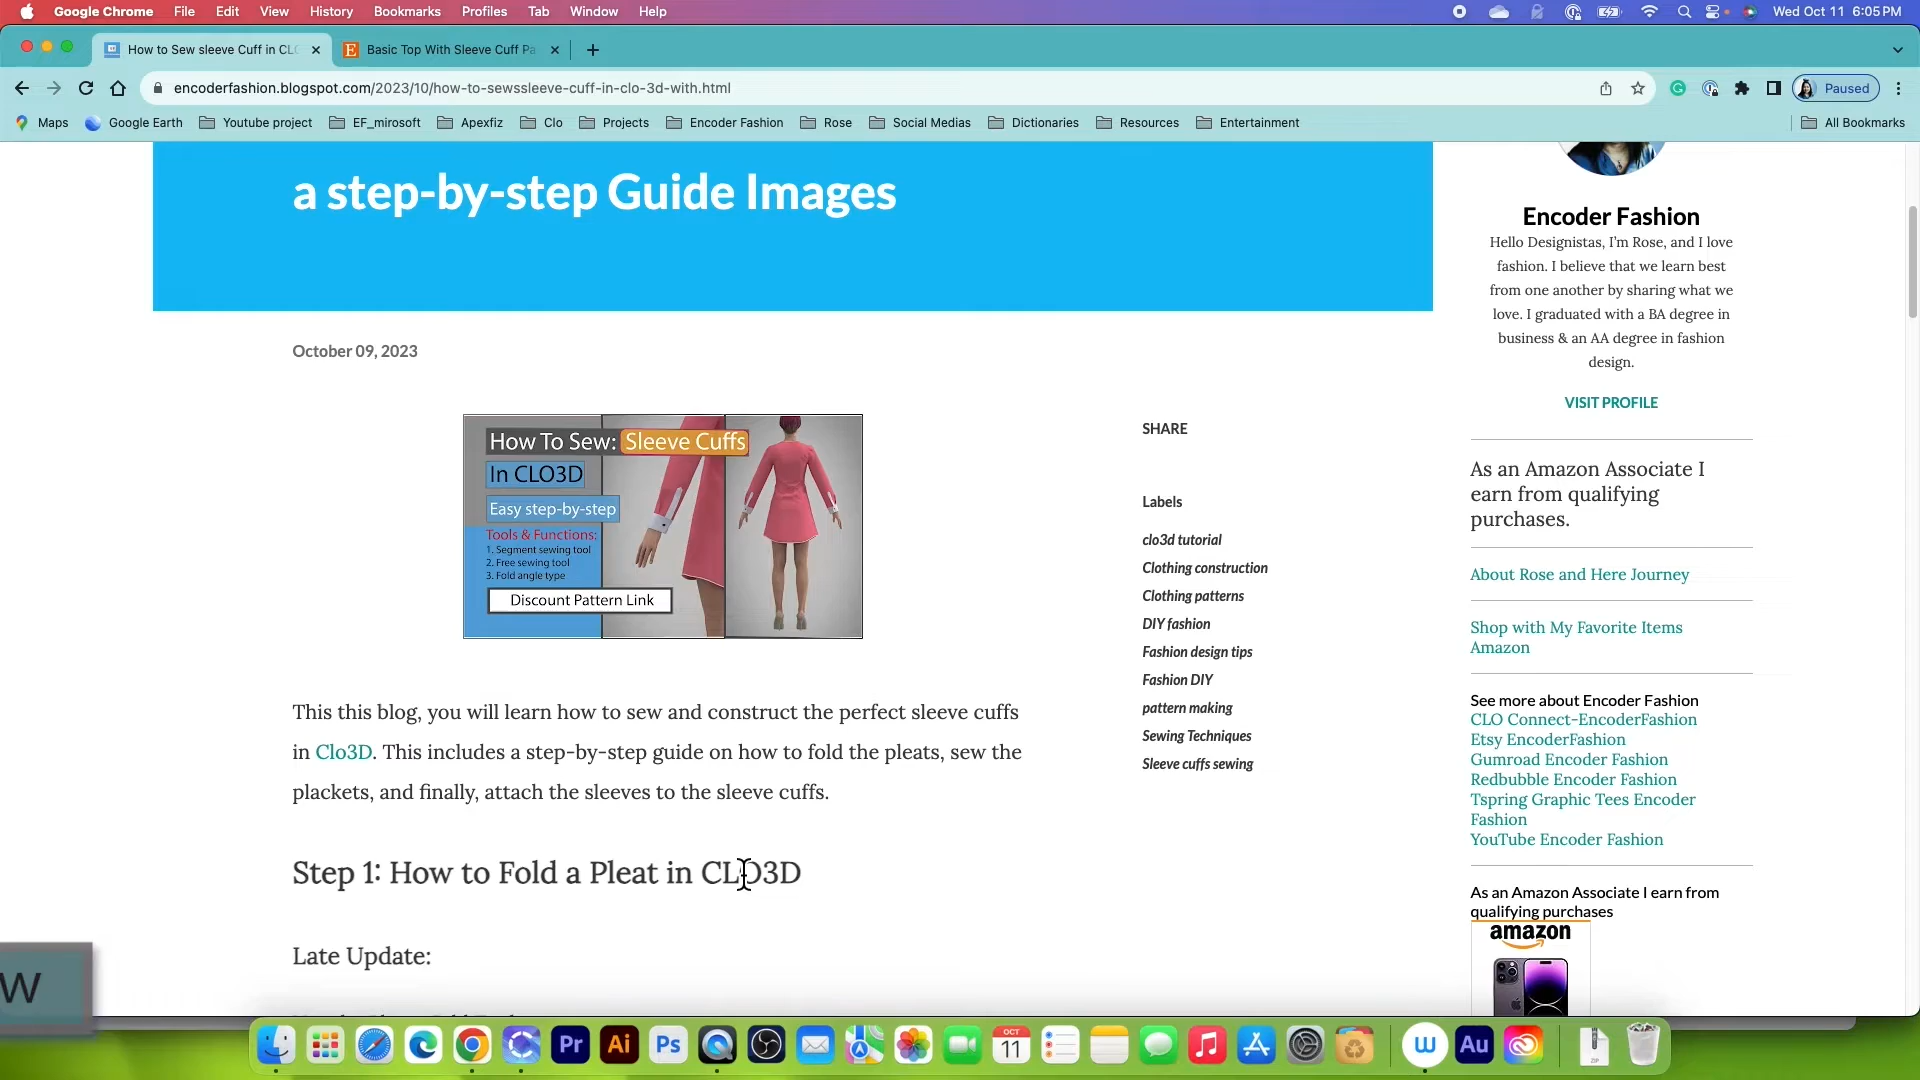 Google Chrome File Edit View History Bookmarks Profiles Tab Window Help
Wed Oct 11 6:05 PM
How to Sew sleeve Cuff in CLO
Basic Top With Sleeve Cuff Pa
encoderfashion.blogspot.com/2023/10/how-to-sewssleeve-cuff-in-clo-3d-with.html
Paused
Maps Google Earth Youtube project EF_mirosoft Apexfiz Clo Projects Encoder Fashion Rose Social Medias Dictionaries Resources Entertainment All Bookmarks
a step-by-step Guide Images
October 09, 2023
How To Sew: Sleeve Cuffs
In CLO3D
Easy step-by-step
Tools & Functions:
1. Segment sewing tool
2. Free sewing tool
3. Fold angle type
Discount Pattern Link
This this blog, you will learn how to sew and construct the perfect sleeve cuffs
in Clo3D. This includes a step-by-step guide on how to fold the pleats, sew the
plackets, and finally, attach the sleeves to the sleeve cuffs.
Step 1: How to Fold a Pleat in CLO3D
Late Update:
SHARE
Labels
clo3d tutorial
Clothing construction
Clothing patterns
DIY fashion
Fashion design tips
Fashion DIY
pattern making
Sewing Techniques
Sleeve cuffs sewing
Encoder Fashion
Hello Designistas, I'm Rose, and I love
fashion. I believe that we learn best
from one another by sharing what we
love. I graduated with a BA degree in
business & an AA degree in fashion
design.
VISIT PROFILE
As an Amazon Associate I
earn from qualifying
purchases.
About Rose and Here Journey
Shop with My Favorite Items
Amazon
See more about Encoder Fashion
CLO Connect-EncoderFashion
Etsy EncoderFashion
Gumroad Encoder Fashion
Redbubble Encoder Fashion
Tspring Graphic Tees Encoder
Fashion
YouTube Encoder Fashion
As an Amazon Associate I earn from
qualifying purchases
amazon
W
Pr Ai Ps
OCT
11
Au
ZIP